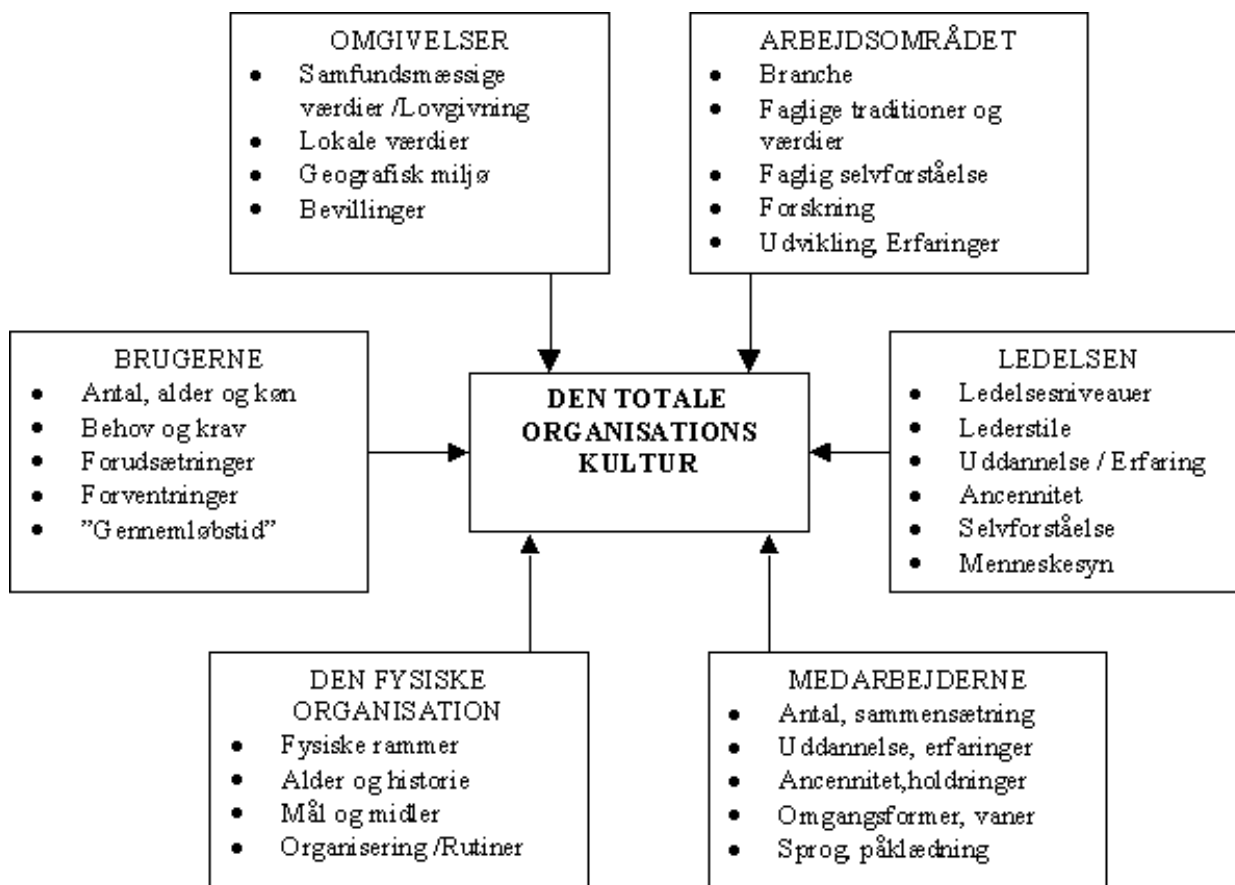 OMGIVELSER
● Samfundsmæssige
værdier /Lovgivning
● Lokale værdier
● Geografisk miljø
● Bevillinger
ARBEJDSOMRÅDET
● Branche
● Faglige traditioner og
værdier
● Faglig selvforståelse
● Forskning
● Udvikling, Erfaringer
BRUGERNE
● Antal, alder og køn
● Behov og krav
● Forudsætninger
● Forventninger
● ”Gennemløbstid”
DEN TOTALE
ORGANISATIONS
KULTUR
LEDELSEN
● Ledelsesniveauer
● Lederstile
● Uddannelse / Erfaring
● Ancennitet
● Selvforståelse
● Menneskesyn
DEN FYSISKE
ORGANISATION
● Fysiske rammer
● Alder og historie
● Mål og midler
● Organisering /Rutiner
MEDARBEJDERNE
● Antal, sammensætning
● Uddannelse, erfaringer
● Ancennitet,holdninger
● Omgangsformer, vaner
● Sprog, påklædning